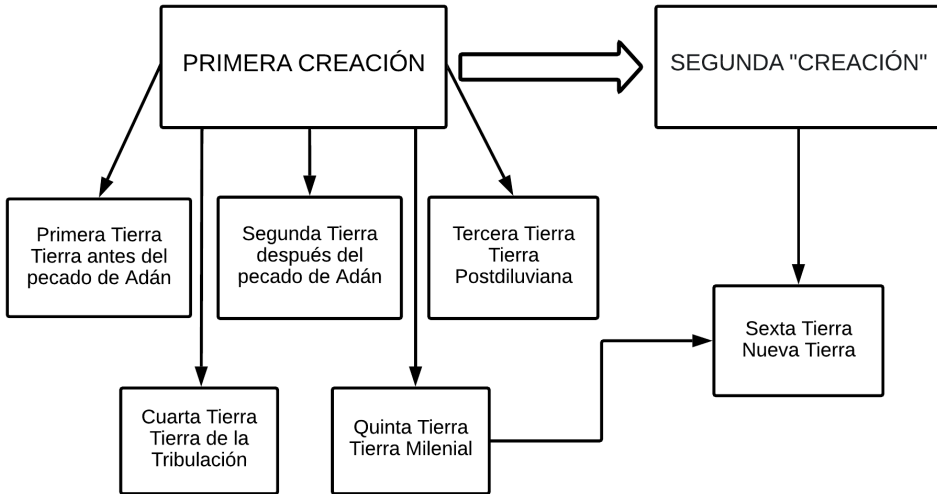 PRIMERA CREACIÓN
SEGUNDA "CREACIÓN"
Primera Tierra
Tierra antes del
pecado de Adán
Segunda Tierra
después del
pecado de Adán
Tercera Tierra
Tierra
Postdiluviana
Sexta Tierra
Nueva Tierra
Cuarta Tierra
Tierra de la
Tribulación
Quinta Tierra
Tierra Milenial